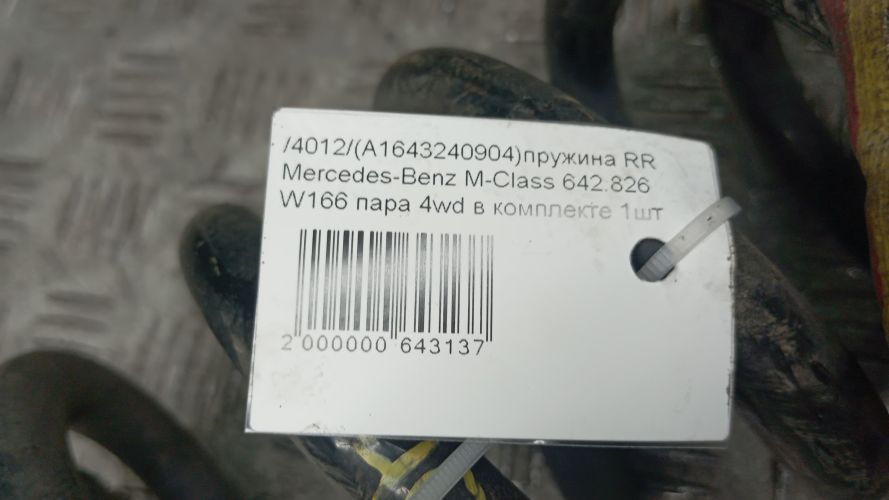 /4012/(A1643240904)пружина RR
Mercedes-Benz M-Class 642.826
W166 пара 4wd в комплекте 1шт
2 000000 643137